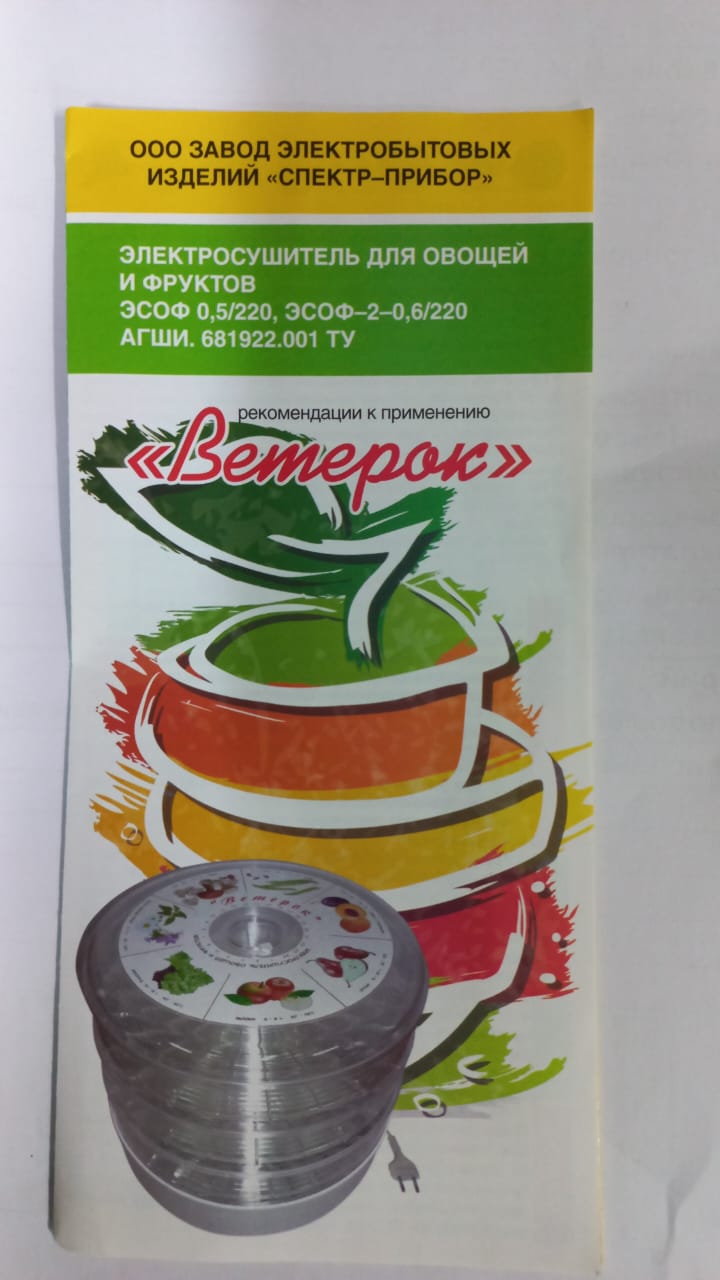 ООО ЗАВОД ЭЛЕКТРОБЫТОВЫХ
ИЗДЕЛИЙ «СПЕКТР–ПРИБОР»
ЭЛЕКТРОСУШИТЕЛЬ ДЛЯ ОВОЩЕЙ
И ФРУКТОВ
ЭСОФ 0,5/220, ЭСОФ–2–0,6/220
АГШИ. 681922.001 ТУ
рекомендации к применению
«Ветерок»
«Ветерок»